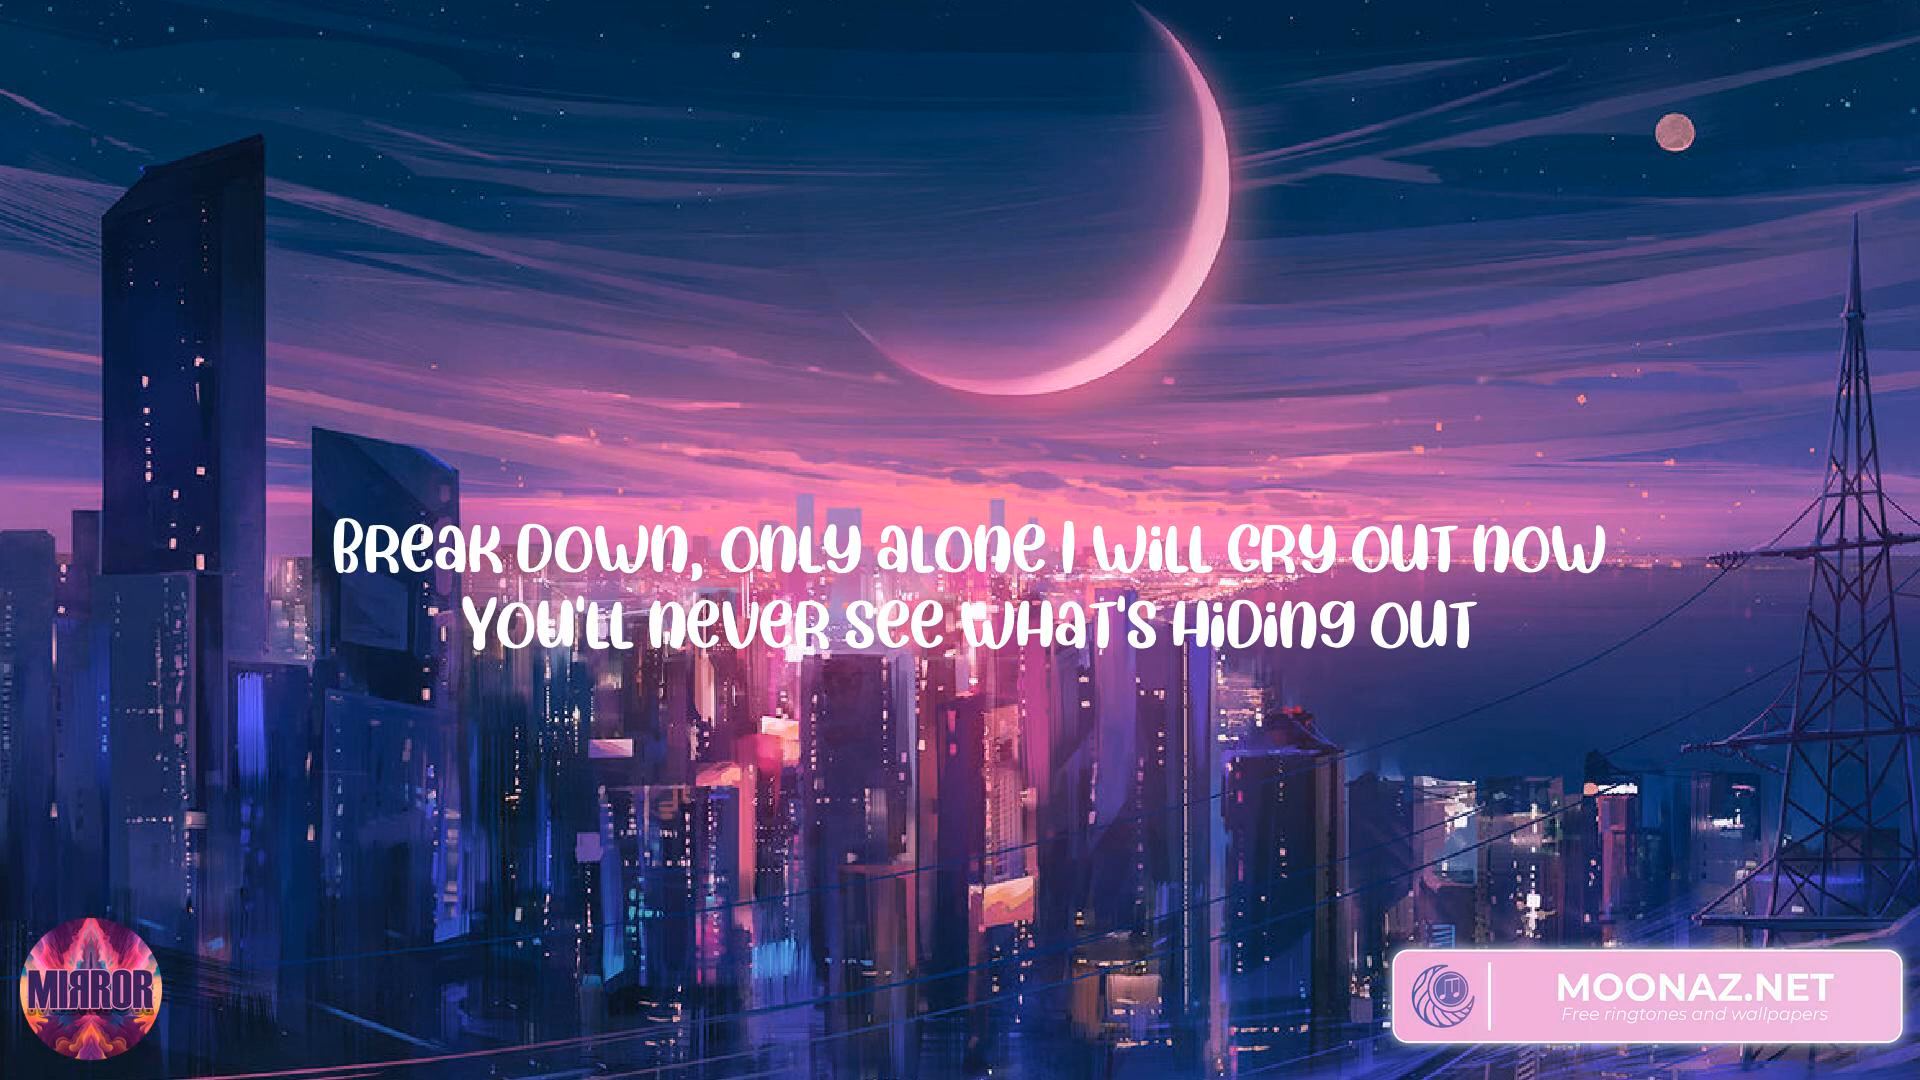 Break down, only alone I will cry out now
You'll never see what's hiding out
MIRROR
MOONAZ.NET
Free ringtones and wallpapers